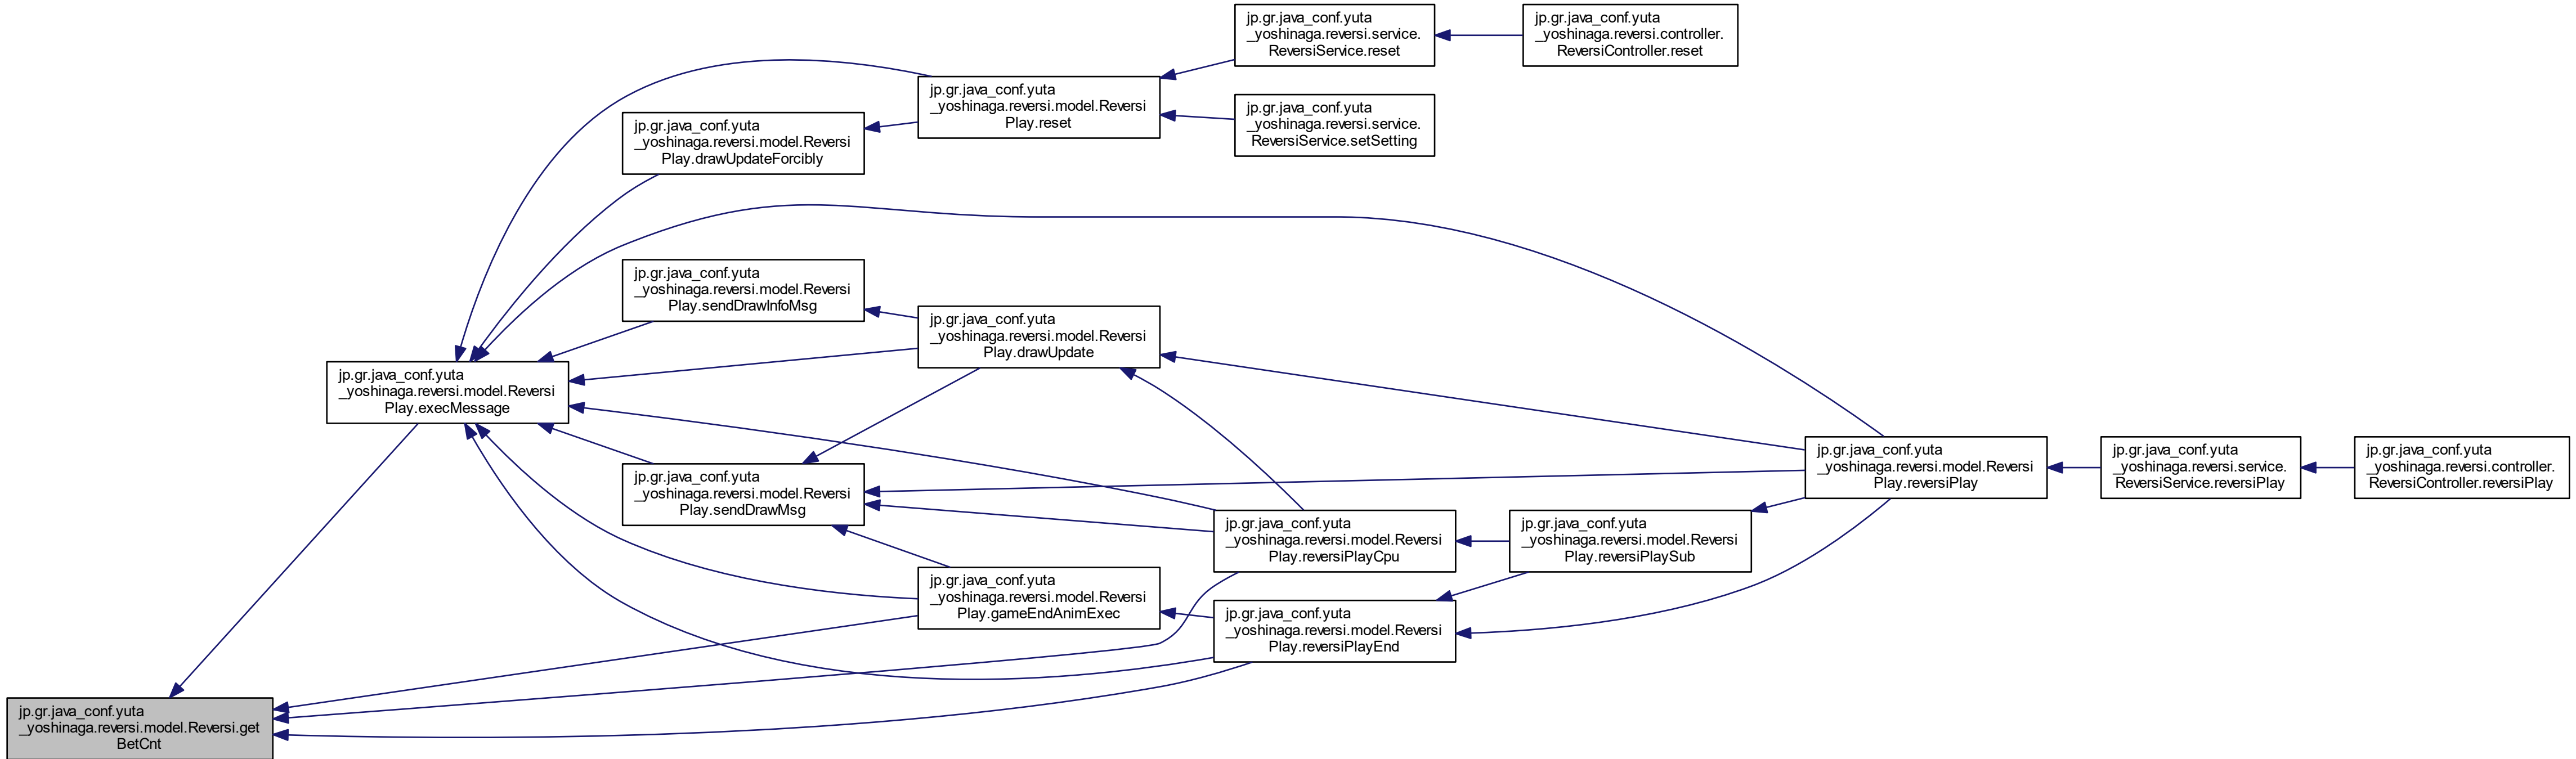 jp.gr.java_conf.yuta
_yoshinaga.reversi.service.
ReversiService.reset
jp.gr.java_conf.yuta
_yoshinaga.reversi.controller.
ReversiController.reset
jp.gr.java_conf.yuta
_yoshinaga.reversi.model.Reversi
Play.reset
jp.gr.java_conf.yuta
_yoshinaga.reversi.service.
ReversiService.setSetting
jp.gr.java_conf.yuta
_yoshinaga.reversi.model.Reversi
Play.drawUpdateForcibly
jp.gr.java_conf.yuta
_yoshinaga.reversi.model.Reversi
Play.sendDrawInfoMsg
jp.gr.java_conf.yuta
_yoshinaga.reversi.model.Reversi
Play.drawUpdate
jp.gr.java_conf.yuta
_yoshinaga.reversi.model.Reversi
Play.execMessage
jp.gr.java_conf.yuta
_yoshinaga.reversi.model.Reversi
Play.sendDrawMsg
jp.gr.java_conf.yuta
_yoshinaga.reversi.model.Reversi
Play.reversiPlay
jp.gr.java_conf.yuta
_yoshinaga.reversi.service.
ReversiService.reversiPlay
jp.gr.java_conf.yuta
_yoshinaga.reversi.controller.
ReversiController.reversiPlay
jp.gr.java_conf.yuta
_yoshinaga.reversi.model.Reversi
Play.reversiPlayCpu
jp.gr.java_conf.yuta
_yoshinaga.reversi.model.Reversi
Play.reversiPlaySub
jp.gr.java_conf.yuta
_yoshinaga.reversi.model.Reversi
Play.gameEndAnimExec
jp.gr.java_conf.yuta
_yoshinaga.reversi.model.Reversi
Play.reversiPlayEnd
jp.gr.java_conf.yuta
_yoshinaga.reversi.model.Reversi.get
BetCnt